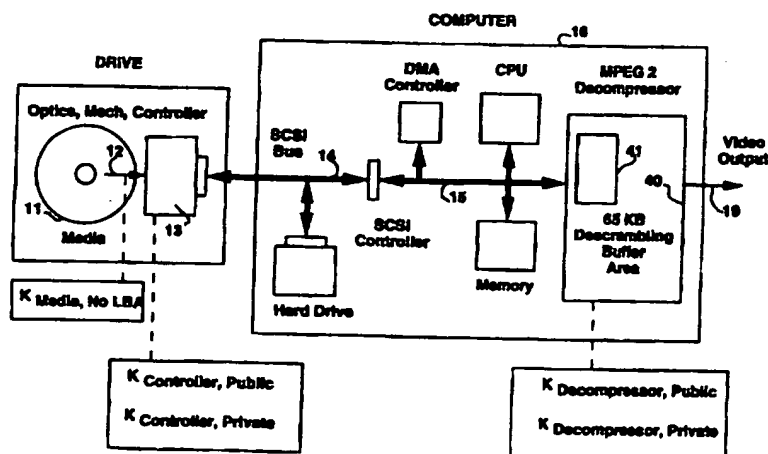 COMPUTER
16
DRIVE
Optics, Mech, Controller
12
11
Media
13
SCSI
Bus
14
DMA
Controller
CPU
MPEG 2
Decompressor
41
40
65 KB
Descrambling
Buffer
Area
Video
Output
19
15
SCSI
Controller
Hard Drive
Memory
K Media, No LBA
K Controller, Public
K Controller, Private
K Decompressor, Public
K Decompressor, Private